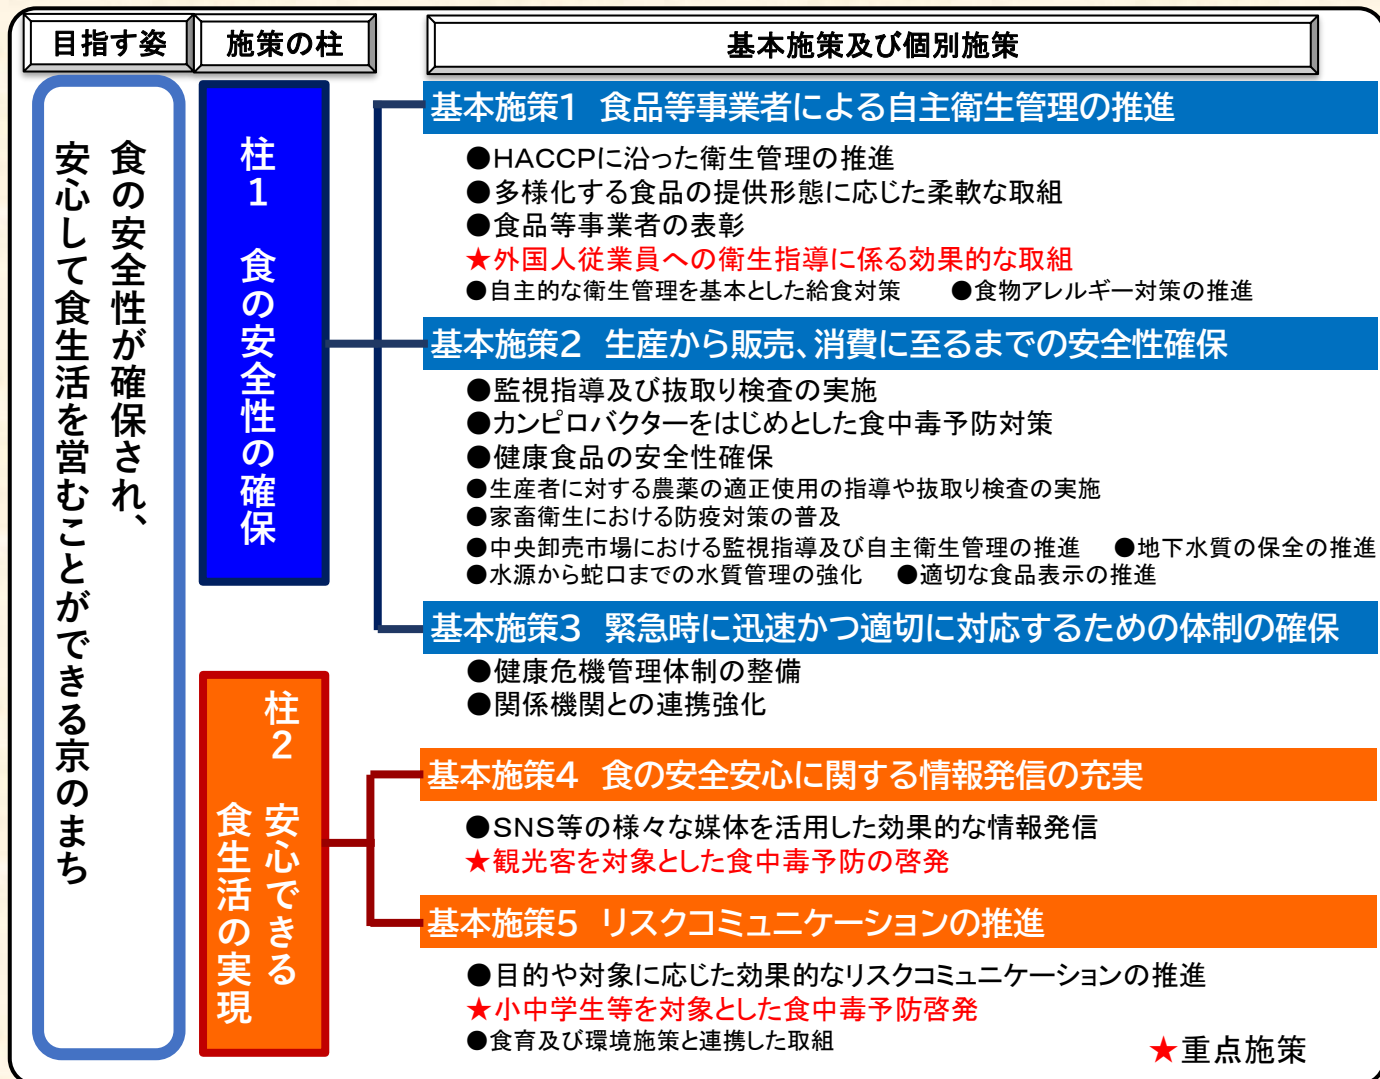 目指す姿
施策の柱
基本施策及び個別施策
食の安全性が確保され、
安心して食生活を営むことができる京のまち
柱1 食の安全性の確保
基本施策1 食品等事業者による自主衛生管理の推進
●HACCPに沿った衛生管理の推進
●多様化する食品の提供形態に応じた柔軟な取組
●食品等事業者の表彰
★外国人従業員への衛生指導に係る効果的な取組
●自主的な衛生管理を基本とした給食対策 ●食物アレルギー対策の推進
基本施策2 生産から販売、消費に至るまでの安全性確保
●監視指導及び抜取り検査の実施
●カンピロバクターをはじめとした食中毒予防対策
●健康食品の安全性確保
●生産者に対する農薬の適正使用の指導や抜取り検査の実施
●家畜衛生における防疫対策の普及
●中央卸売市場における監視指導及び自主衛生管理の推進 ●地下水質の保全の推進
●水源から蛇口までの水質管理の強化 ●適切な食品表示の推進
基本施策3 緊急時に迅速かつ適切に対応するための体制の確保
●健康危機管理体制の整備
●関係機関との連携強化
柱2 安心できる
食生活の実現
基本施策4 食の安全安心に関する情報発信の充実
●SNS等の様々な媒体を活用した効果的な情報発信
★観光客を対象とした食中毒予防の啓発
基本施策5 リスクコミュニケーションの推進
●目的や対象に応じた効果的なリスクコミュニケーションの推進
★小中学生等を対象とした食中毒予防啓発
●食育及び環境施策と連携した取組
★重点施策